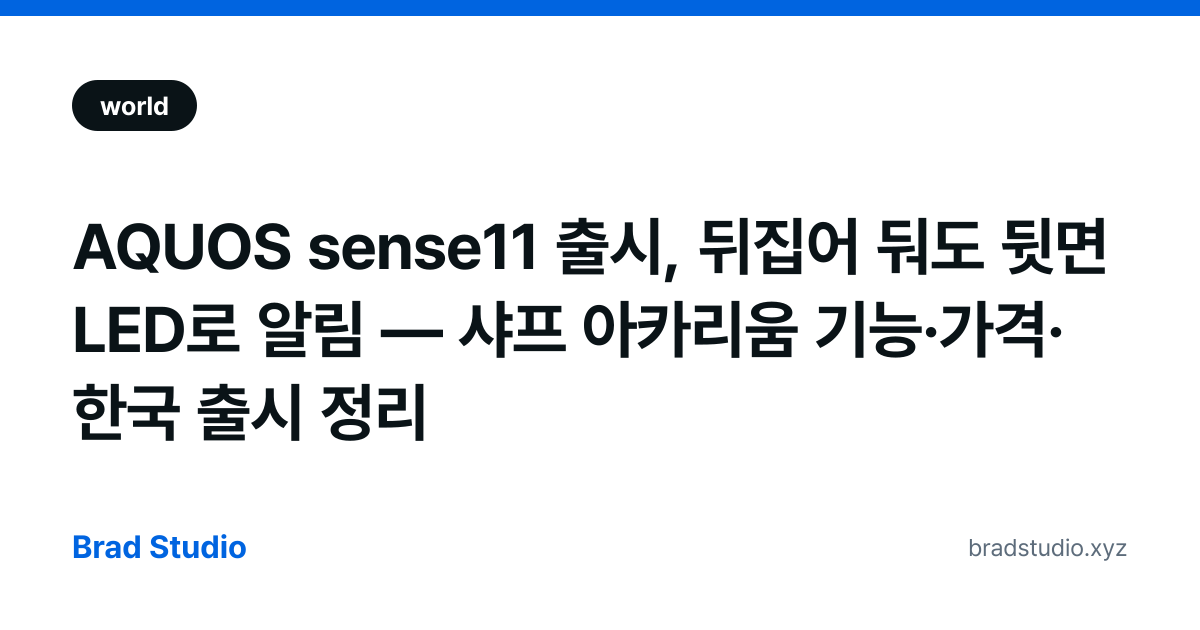 world
AQUOS sense11 출시, 뒤집어 둬도 뒷면
LED로 알림 — 샤프 아카리움 기능·가격·
한국 출시 정리
Brad Studio
bradstudio.xyz